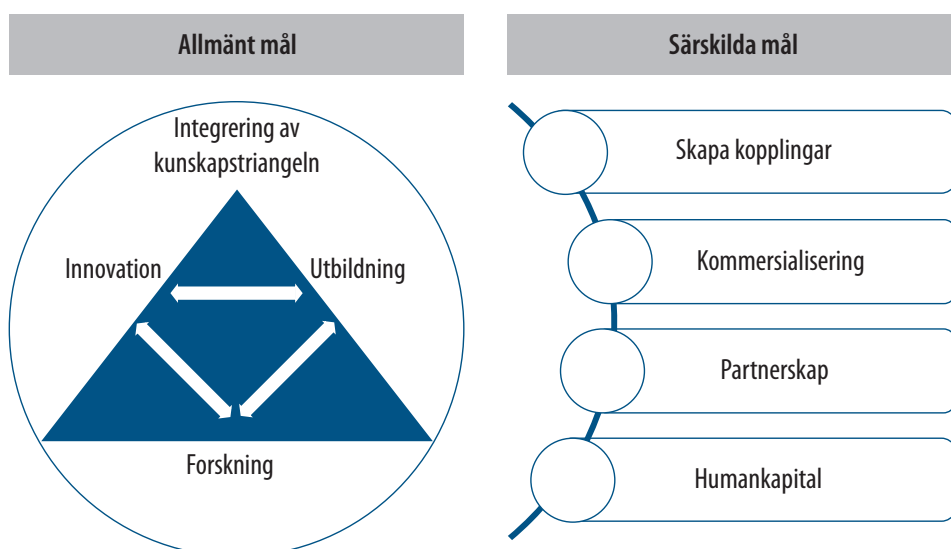 Allmänt mål
Integrering av
kunskapstriangeln
Innovation
Utbildning
Forskning
Särskilda mål
Skapa kopplingar
Kommersialisering
Partnerskap
Humankapital